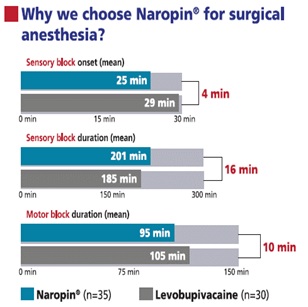 Why we choose Naropin® for surgical
anesthesia?
Sensory block onset (mean)
25 min
29 min
4 min
0 min 15 min 30 min
Sensory block duration (mean)
201 min
185 min
16 min
0 min 150 min 300 min
Motor block duration (mean)
95 min
105 min
10 min
0 min 75 min 150 min
Naropin® (n=35) Levobupivacaine (n=30)